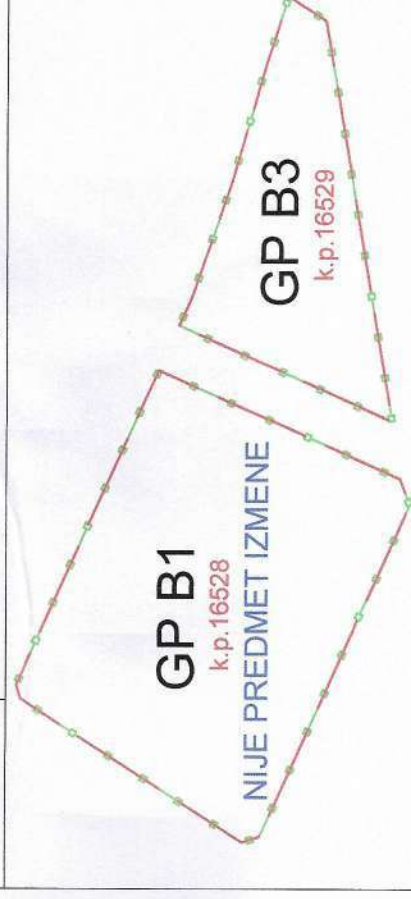 GP B1
k.p.16528
NIJE PREDMET IZMENE
GP B3
k.p.16529